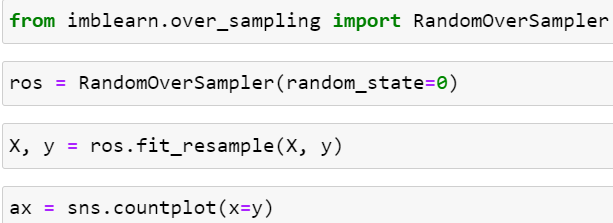 from imblearn.over_sampling import RandomOverSampler
ros = RandomOverSampler(random_state=0)
X, y = ros.fit_resample(X, y)
ax = sns.countplot(x=y)